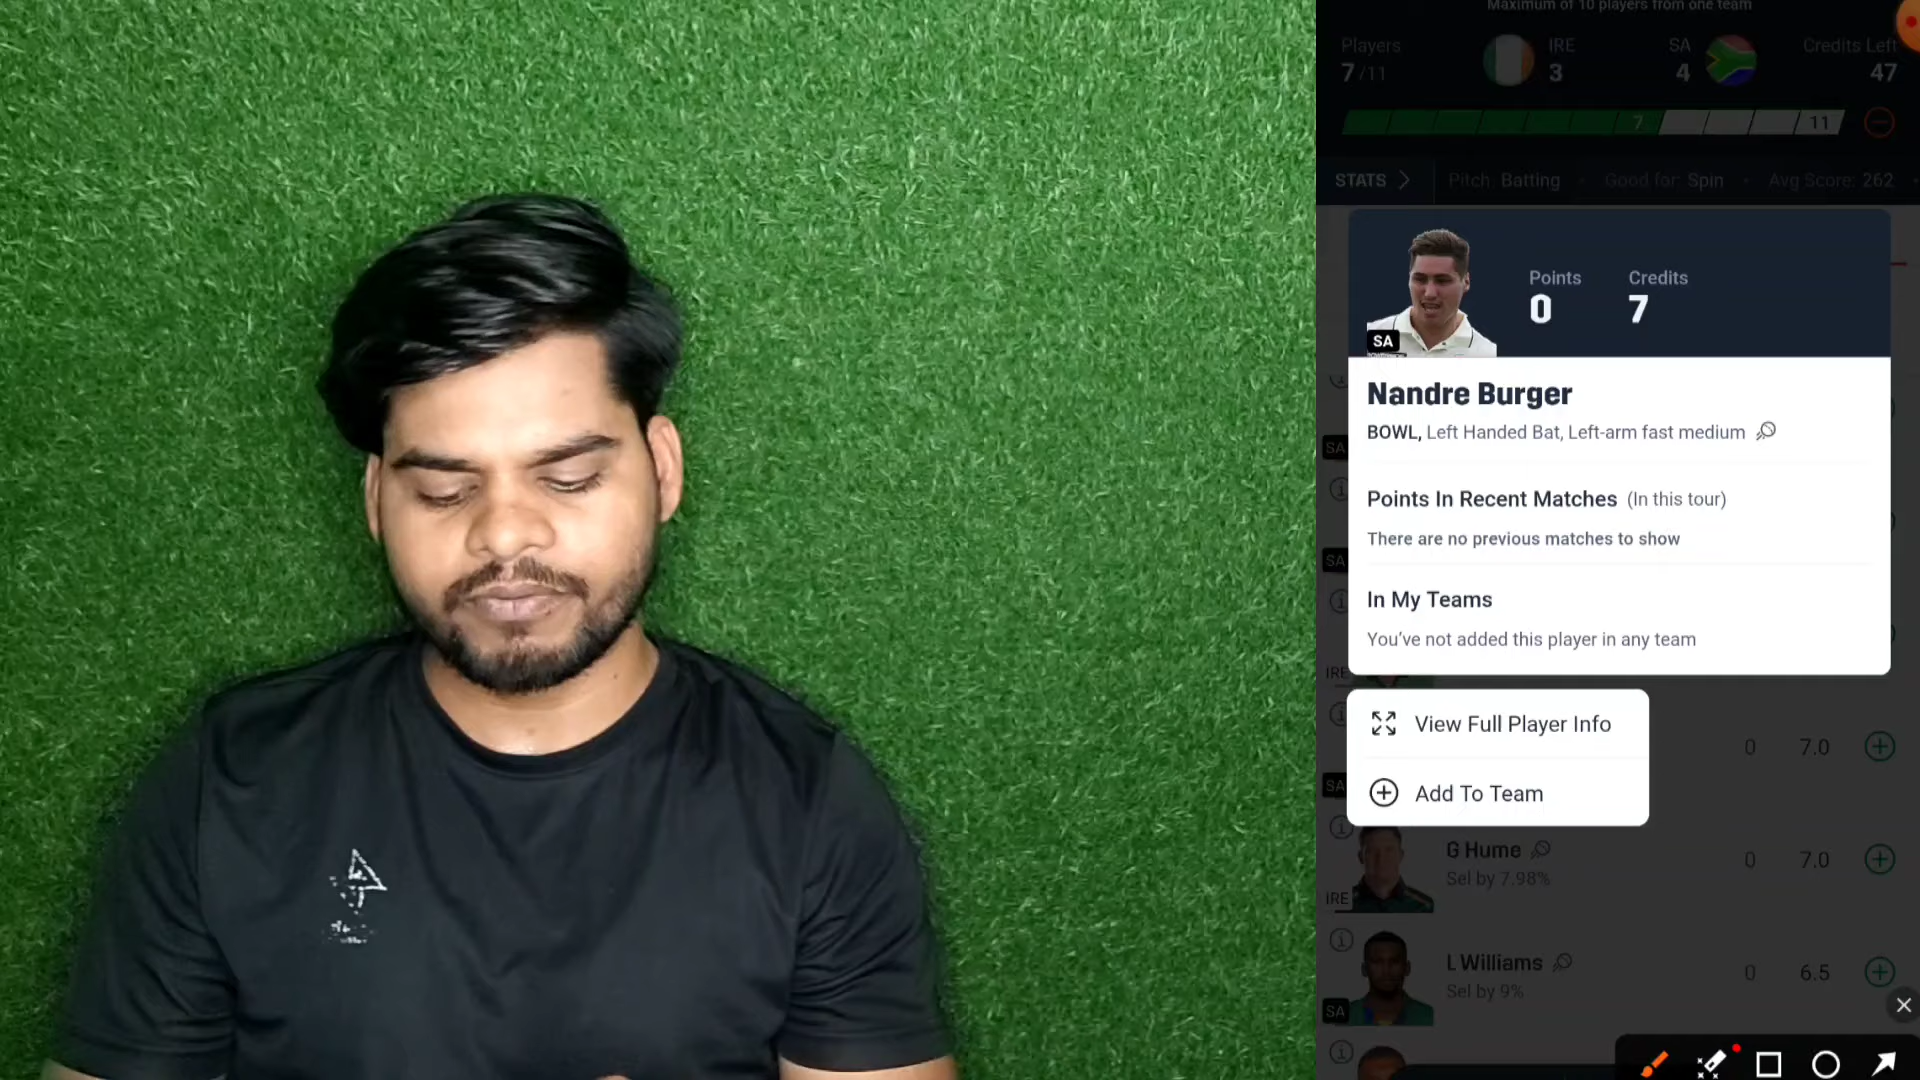 Maximum of 10 players from one team
Players IRE SA Credits Left
7/11 3 4 47
7 11
STATS Pitch: Batting Good for: Spin Avg Score: 262
Points Credits
0 7
SA
Nandre Burger
BOWL, Left Handed Bat, Left-arm fast medium
SA
Points In Recent Matches (In this tour)
There are no previous matches to show
SA
In My Teams
You've not added this player in any team
IRE
View Full Player Info
0 7.0
SA
Add To Team
G Hume
0 7.0
Sel by 7.98%
IRE
L Williams
0 6.5
Sel by 9%
SA